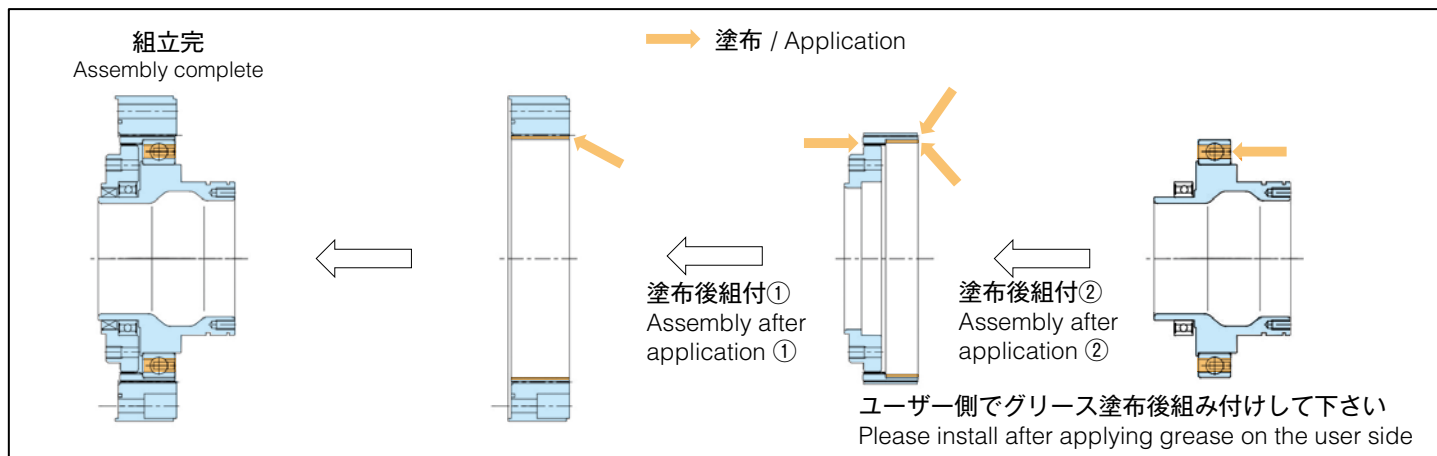 組立完
Assembly complete
塗布 / Application
塗布後組付①
Assembly after
application ①
塗布後組付②
Assembly after
application ②
ユーザー側でグリース塗布後組み付けして下さい
Please install after applying grease on the user side